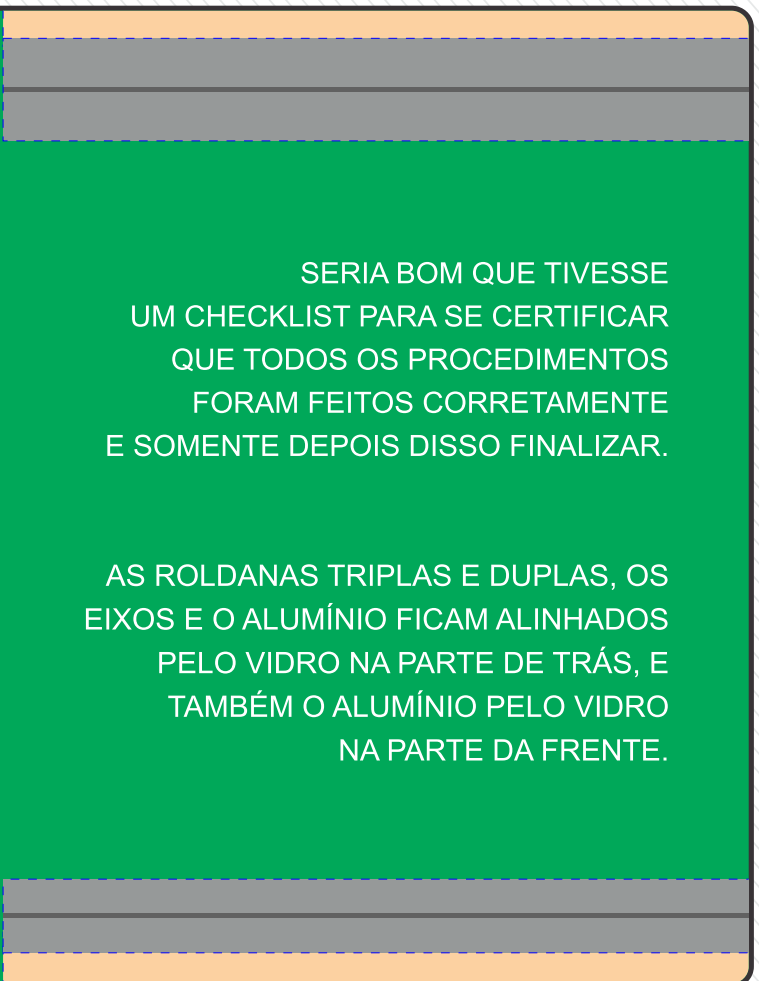 SERIA BOM QUE TIVESSE
UM CHECKLIST PARA SE CERTIFICAR
QUE TODOS OS PROCEDIMENTOS
FORAM FEITOS CORRETAMENTE
E SOMENTE DEPOIS DISSO FINALIZAR.
AS ROLDANAS TRIPLAS E DUPLAS, OS
EIXOS E O ALUMÍNIO FICAM ALINHADOS
PELO VIDRO NA PARTE DE TRÁS, E
TAMBÉM O ALUMÍNIO PELO VIDRO
NA PARTE DA FRENTE.